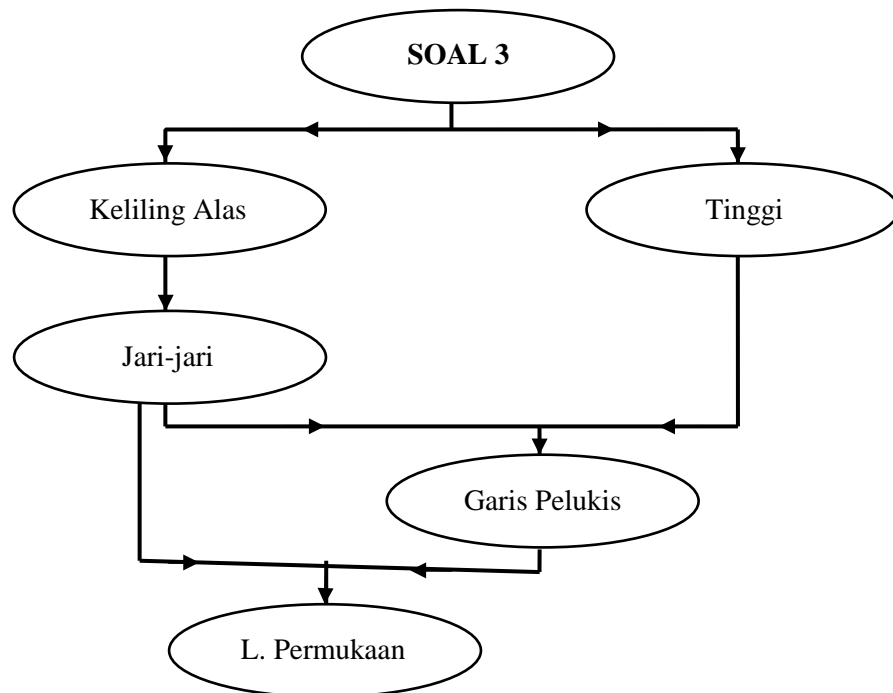 SOAL 3
Keliling Alas
Tinggi
Jari-jari
Garis Pelukis
L. Permukaan